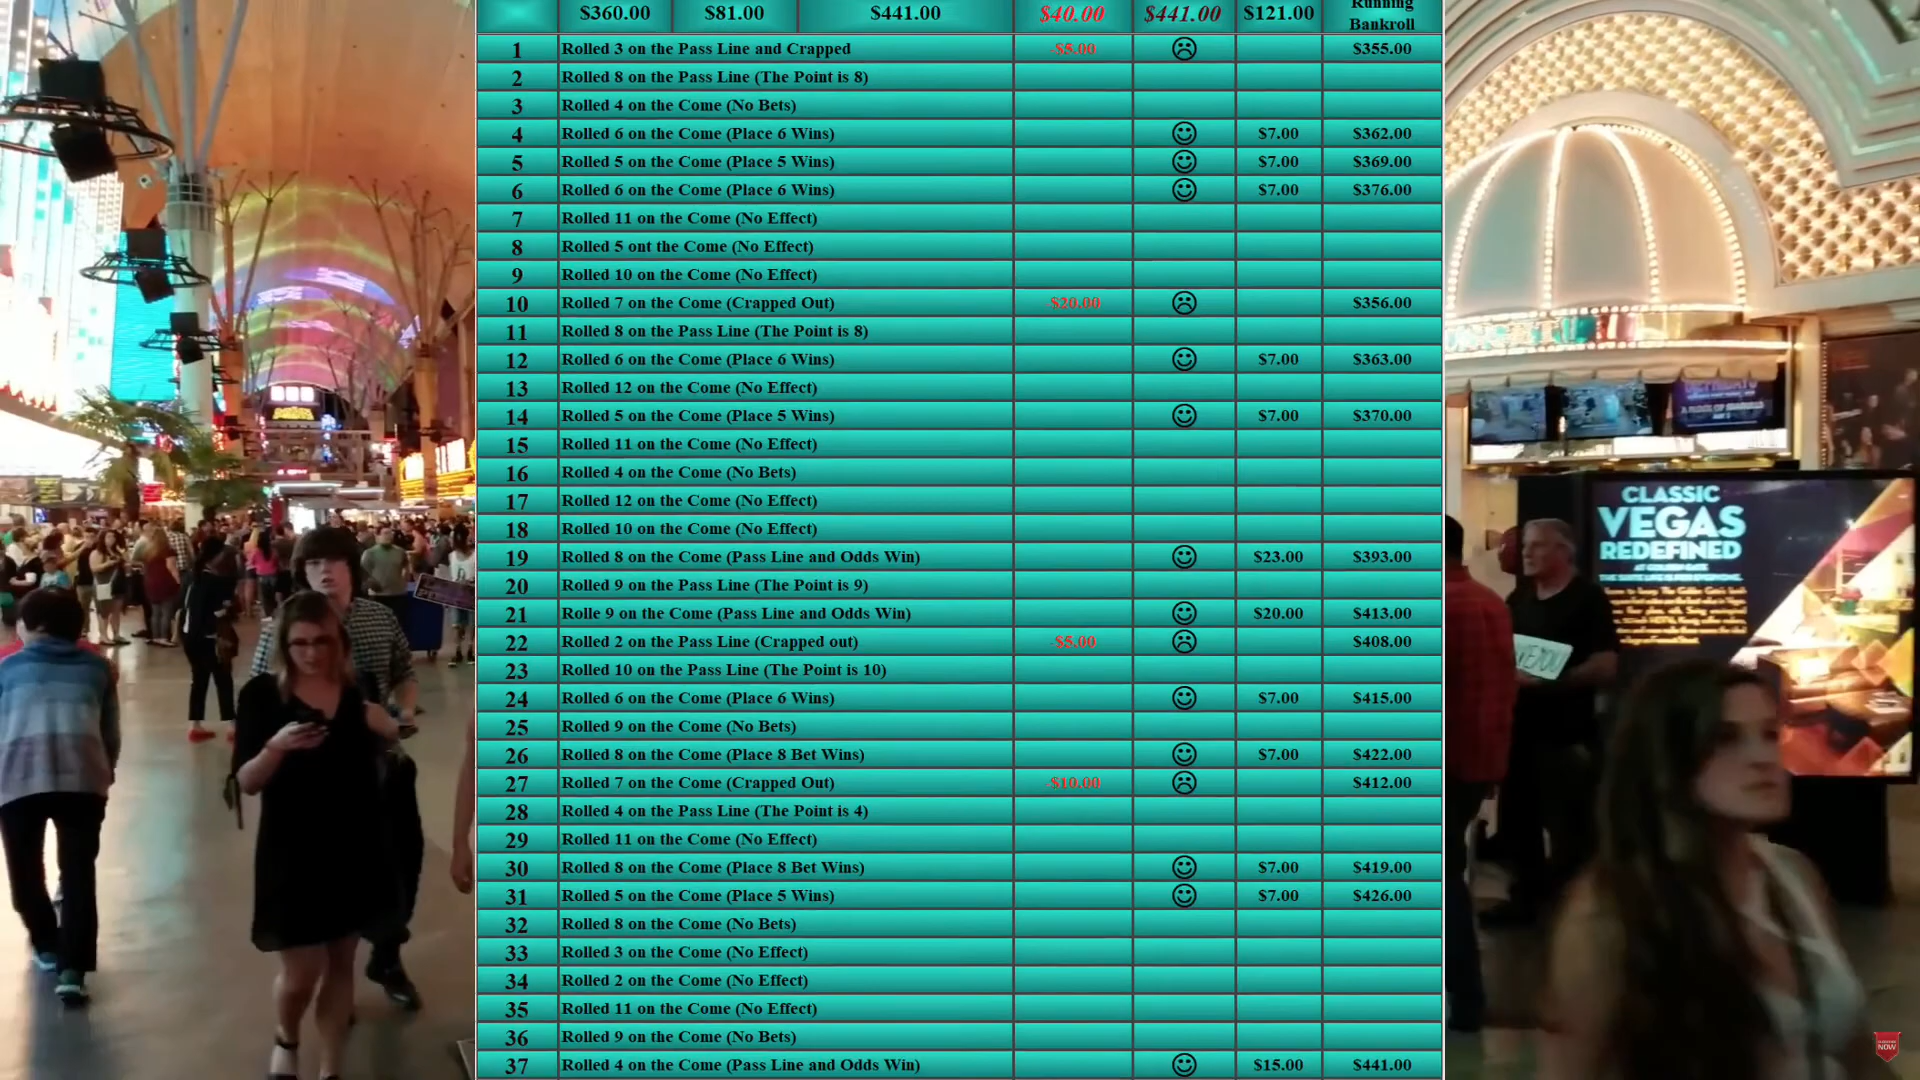 $360.00 $81.00 $441.00 $40.00 $441.00 $121.00 Running Bankroll
1 Rolled 3 on the Pass Line and Crapped -$5.00 $355.00
2 Rolled 8 on the Pass Line (The Point is 8)
3 Rolled 4 on the Come (No Bets)
4 Rolled 6 on the Come (Place 6 Wins) $7.00 $362.00
5 Rolled 5 on the Come (Place 5 Wins) $7.00 $369.00
6 Rolled 6 on the Come (Place 6 Wins) $7.00 $376.00
7 Rolled 11 on the Come (No Effect)
8 Rolled 5 ont the Come (No Effect)
9 Rolled 10 on the Come (No Effect)
10 Rolled 7 on the Come (Crapped Out) -$20.00 $356.00
11 Rolled 8 on the Pass Line (The Point is 8)
12 Rolled 6 on the Come (Place 6 Wins) $7.00 $363.00
13 Rolled 12 on the Come (No Effect)
14 Rolled 5 on the Come (Place 5 Wins) $7.00 $370.00
15 Rolled 11 on the Come (No Effect)
16 Rolled 4 on the Come (No Bets)
17 Rolled 12 on the Come (No Effect)
18 Rolled 10 on the Come (No Effect)
19 Rolled 8 on the Come (Pass Line and Odds Win) $23.00 $393.00
20 Rolled 9 on the Pass Line (The Point is 9)
21 Rolle 9 on the Come (Pass Line and Odds Win) $20.00 $413.00
22 Rolled 2 on the Pass Line (Crapped out) -$5.00 $408.00
23 Rolled 10 on the Pass Line (The Point is 10)
24 Rolled 6 on the Come (Place 6 Wins) $7.00 $415.00
25 Rolled 9 on the Come (No Bets)
26 Rolled 8 on the Come (Place 8 Bet Wins) $7.00 $422.00
27 Rolled 7 on the Come (Crapped Out) -$10.00 $412.00
28 Rolled 4 on the Pass Line (The Point is 4)
29 Rolled 11 on the Come (No Effect)
30 Rolled 8 on the Come (Place 8 Bet Wins) $7.00 $419.00
31 Rolled 5 on the Come (Place 5 Wins) $7.00 $426.00
32 Rolled 8 on the Come (No Bets)
33 Rolled 3 on the Come (No Effect)
34 Rolled 2 on the Come (No Effect)
35 Rolled 11 on the Come (No Effect)
36 Rolled 9 on the Come (No Bets)
37 Rolled 4 on the Come (Pass Line and Odds Win) $15.00 $441.00
CLASSIC
VEGAS
REDEFINED
AT GOLDEN GATE
THE SUITE LIFE IS FOR EVERYONE.
NOW